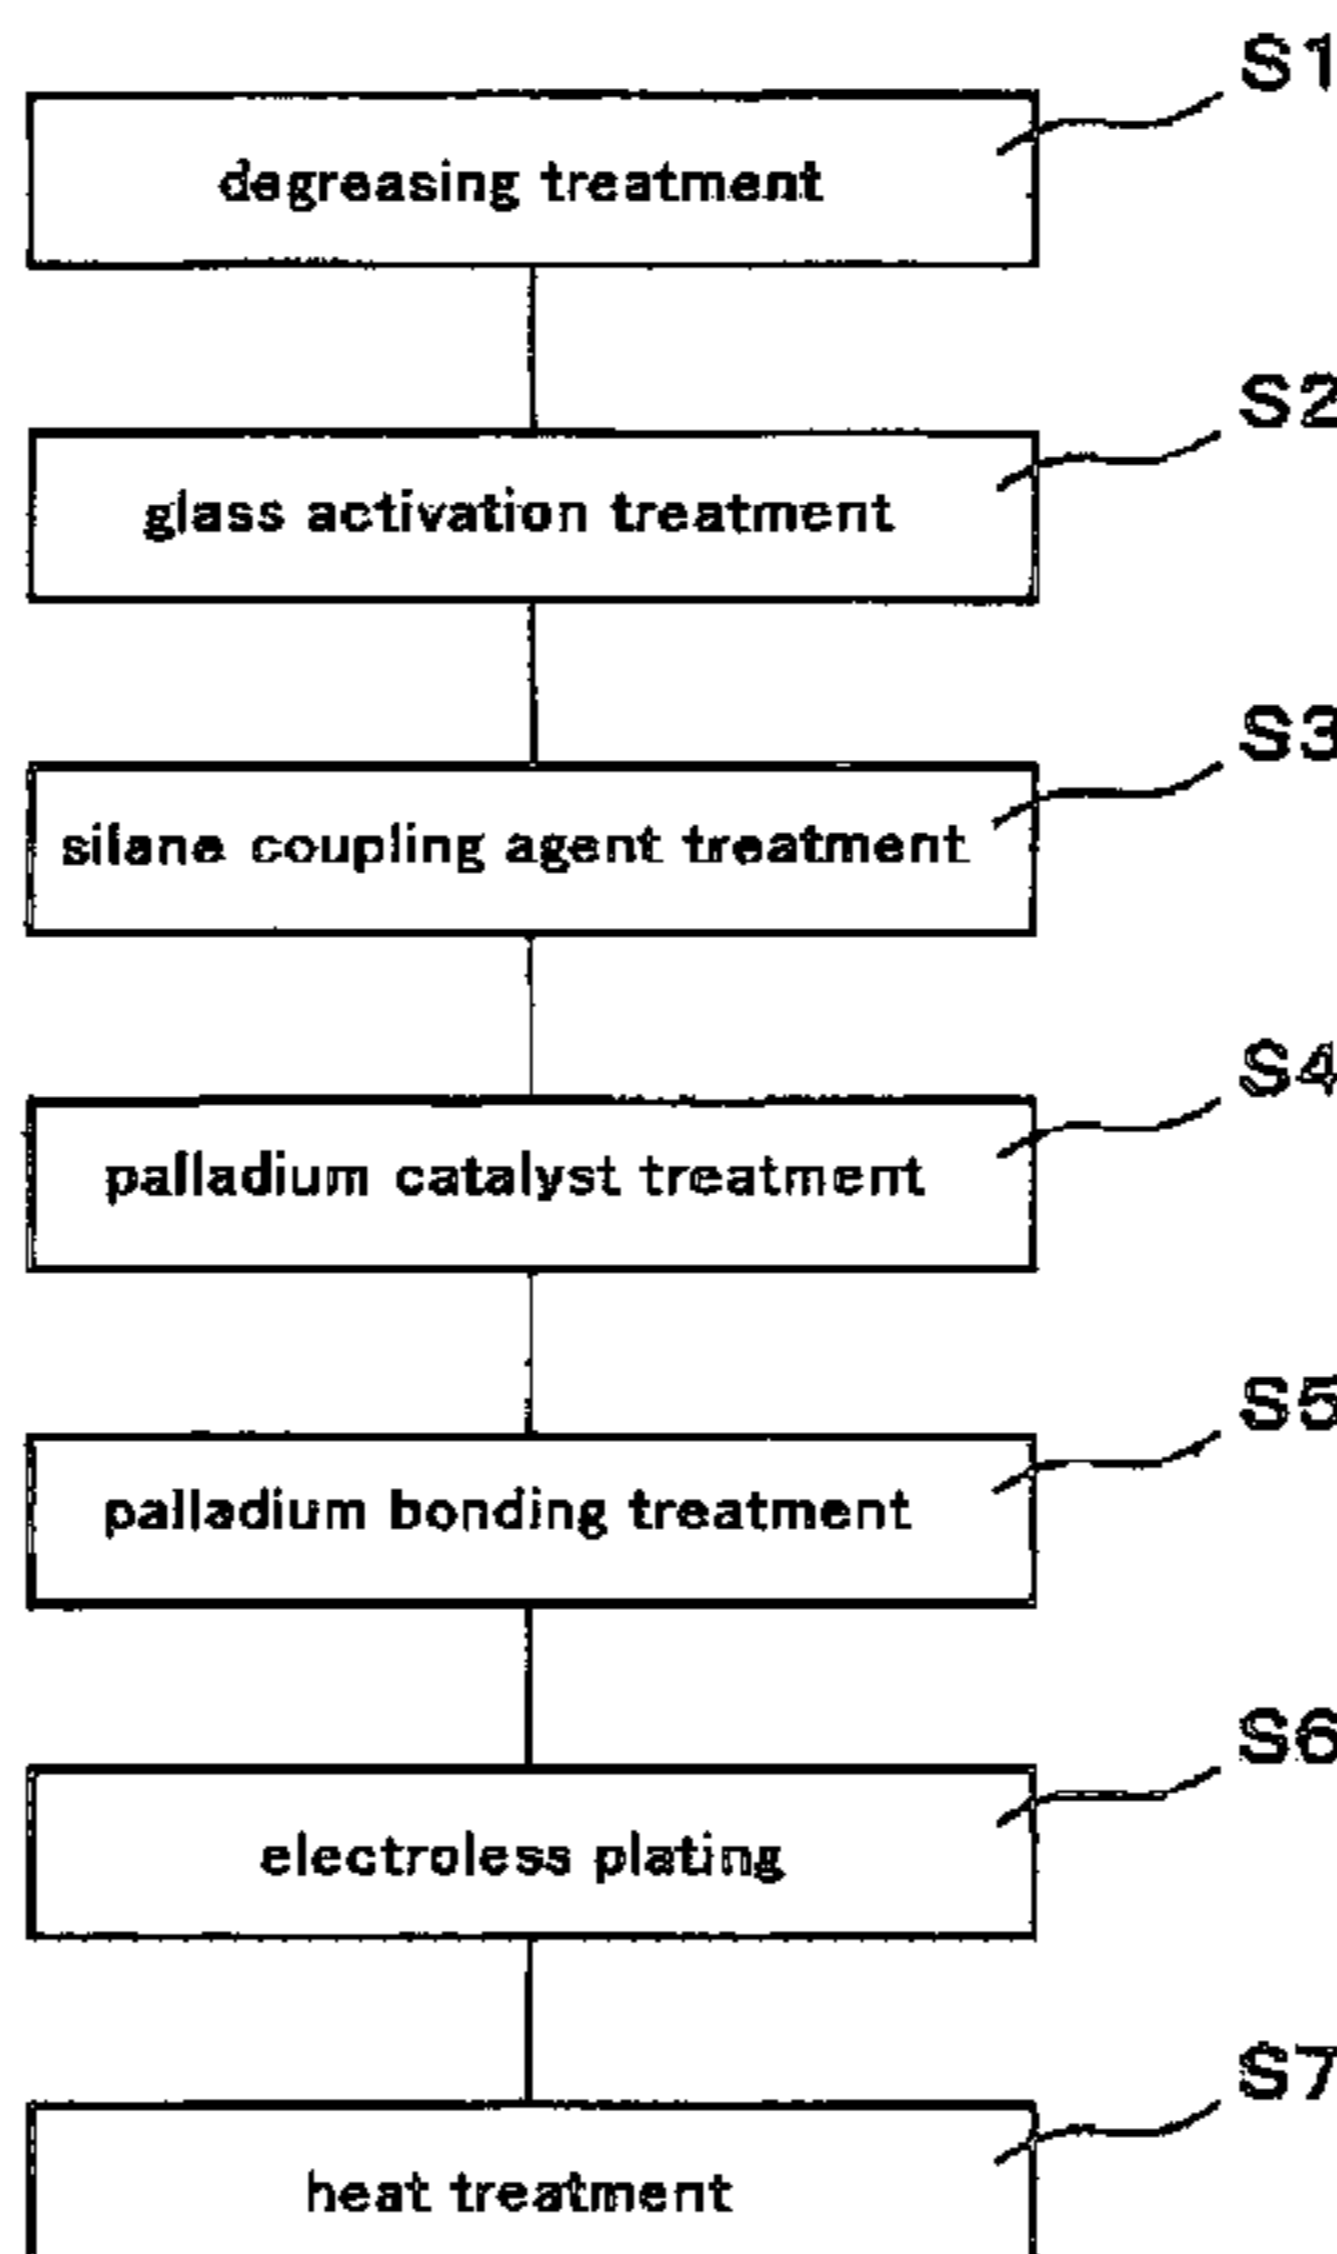 S1
degreasing treatment
S2
glass activation treatment
S3
silane coupling agent treatment
S4
palladium catalyst treatment
S5
palladium bonding treatment
S6
electroless plating
S7
heat treatment